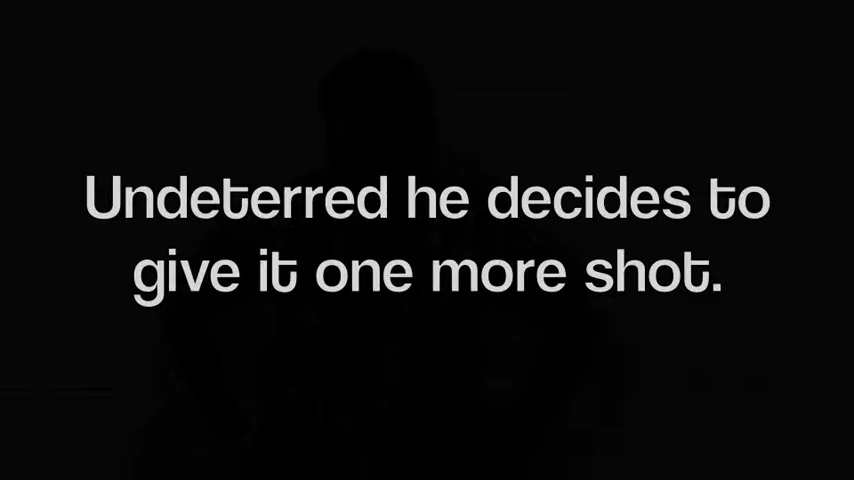 Undeterred he decides to
give it one more shot.